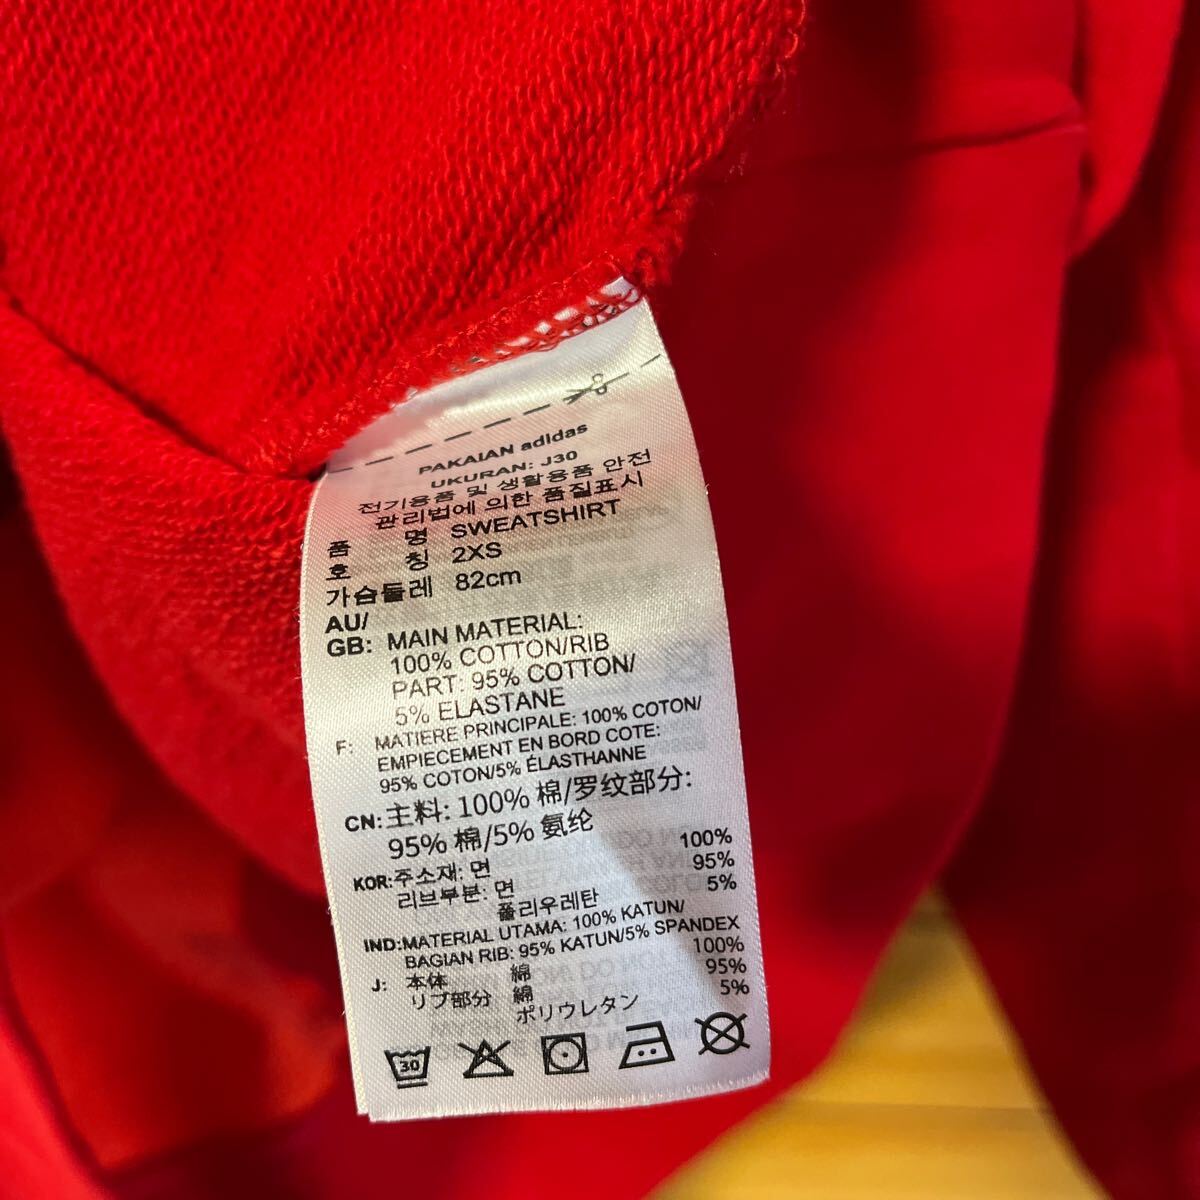 PAKAIAN adidas
UKURAN: J30
전기용품 및 생활용품 안전
관리법에 의한 품질표시
품 명 SWEATSHIRT
호 칭 2XS
가슴둘레 82cm
AU/
GB: MAIN MATERIAL:
100% COTTON/RIB
PART: 95% COTTON/
5% ELASTANE
F: MATIERE PRINCIPALE: 100% COTON/
EMPIECEMENT EN BORD COTE:
95% COTON/5% ÉLASTHANNE
CN: 主料: 100% 棉/罗纹部分:
95% 棉/5% 氨纶
KOR: 주소재: 면 100%
리브부분: 면 95%
폴리우레탄 5%
IND: MATERIAL UTAMA: 100% KATUN/
BAGIAN RIB: 95% KATUN/5% SPANDEX
J: 本体 綿 100%
リブ部分 綿 95%
ポリウレタン 5%
30